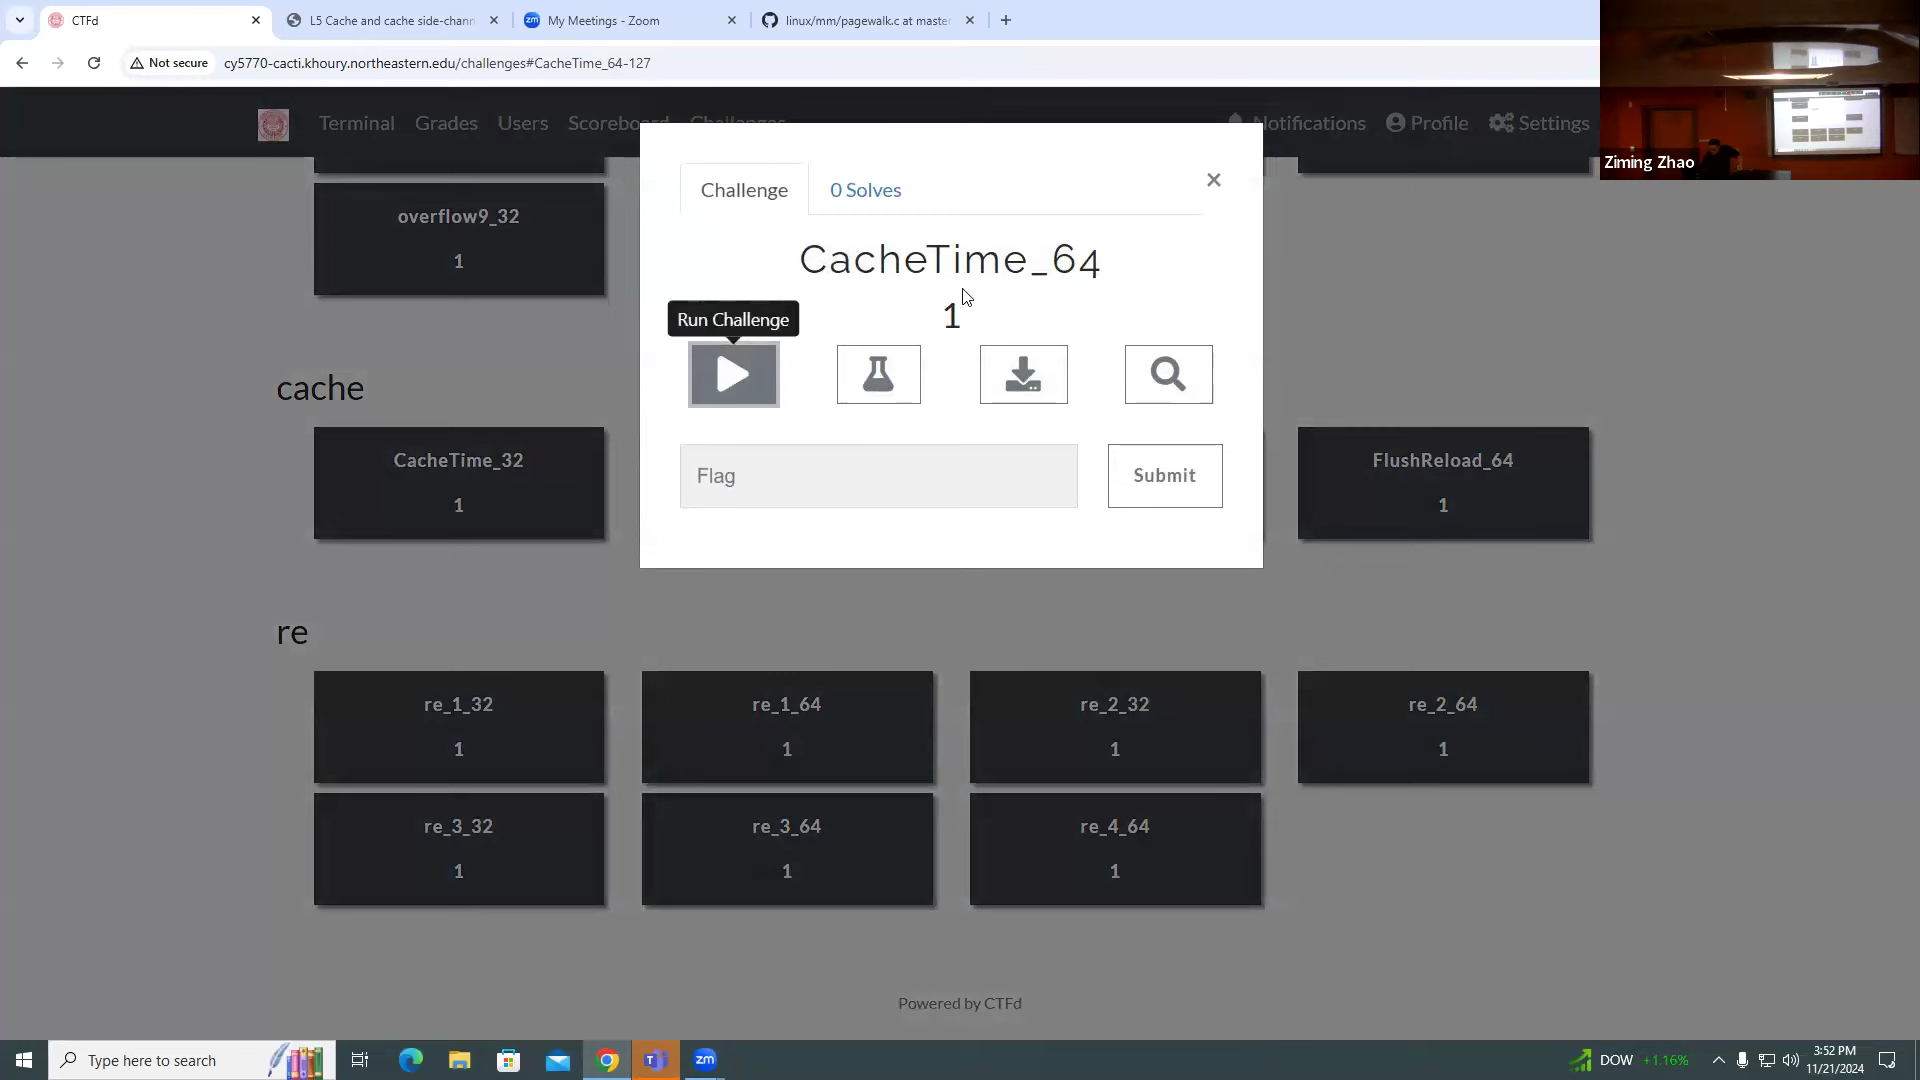 CTFd
L5 Cache and cache side-chann
My Meetings - Zoom
linux/mm/pagewalk.c at master
Not secure
cy5770-cacti.khoury.northeastern.edu/challenges#CacheTime_64-127
Terminal
Grades
Users
Scoreboard
Challenges
Notifications
Profile
Settings
Ziming Zhao
overflow9_32
1
Challenge
0 Solves
×
CacheTime_64
1
Run Challenge
Flag
Submit
cache
CacheTime_32
1
FlushReload_64
1
re
re_1_32
1
re_1_64
1
re_2_32
1
re_2_64
1
re_3_32
1
re_3_64
1
re_4_64
1
Powered by CTFd
Type here to search
zm
DOW +1.16%
3:52 PM
11/21/2024